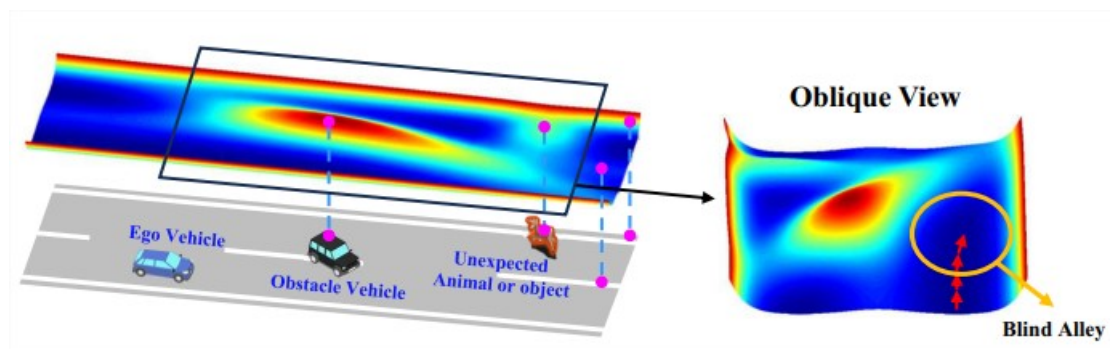 Ego Vehicle
Obstacle Vehicle
Unexpected
Animal or object
Oblique View
Blind Alley